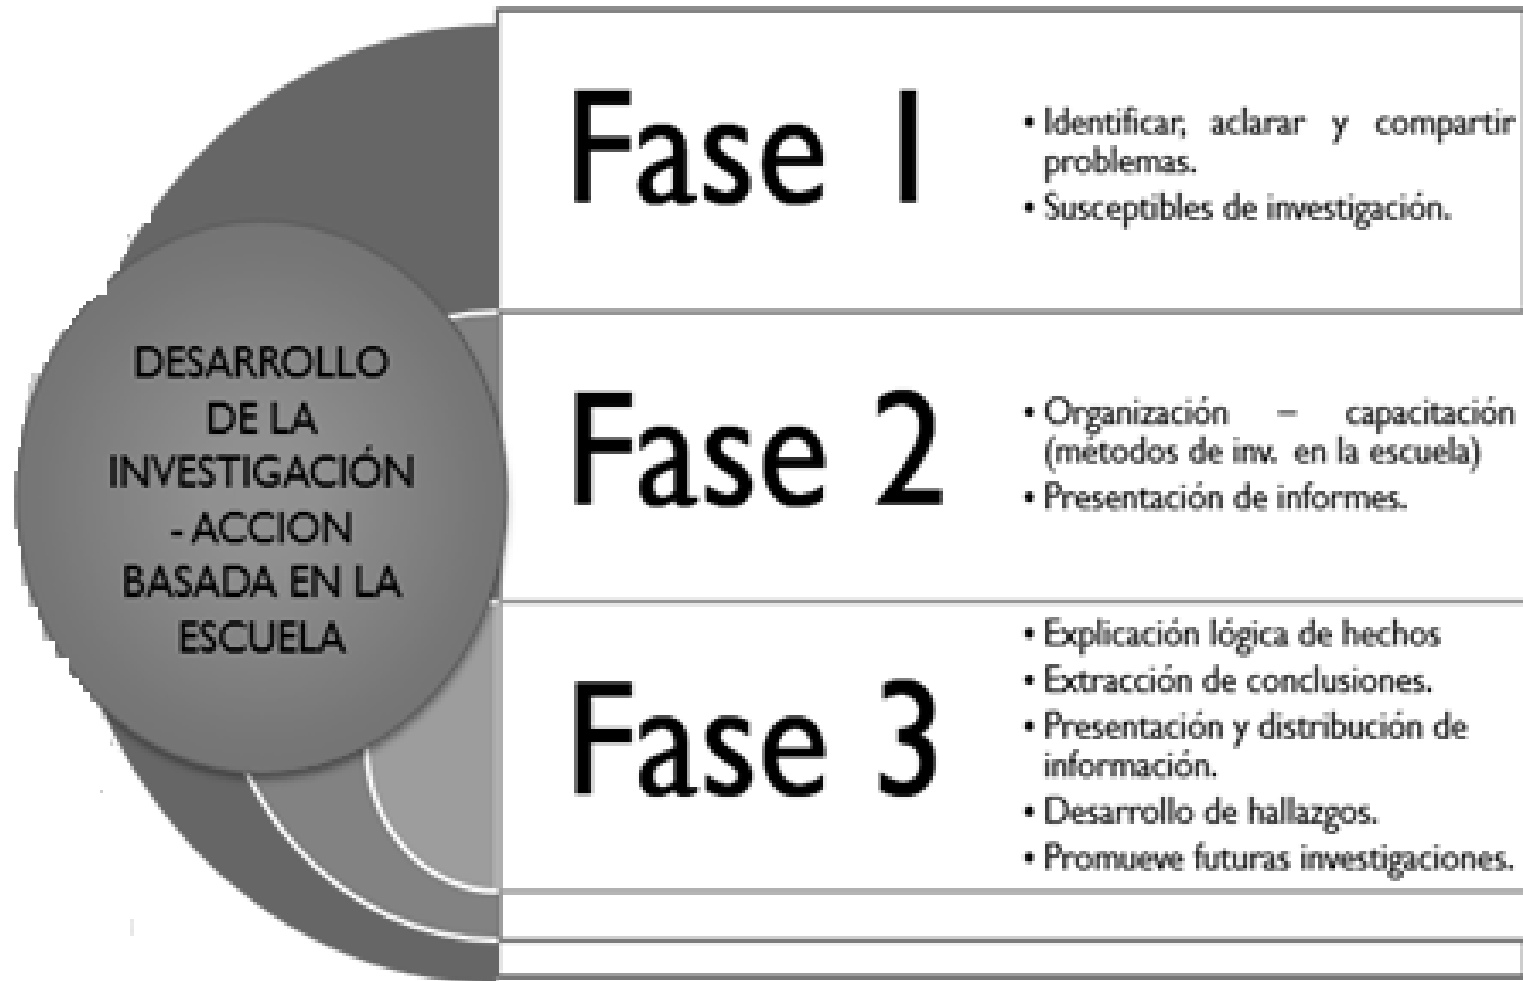 DESARROLLO
DE LA
INVESTIGACIÓN
- ACCION
BASADA EN LA
ESCUELA
Fase 1
• Identificar, aclarar y compartir
problemas.
• Susceptibles de investigación.
Fase 2
• Organización – capacitación
(métodos de inv. en la escuela)
• Presentación de informes.
Fase 3
• Explicación lógica de hechos
• Extracción de conclusiones.
• Presentación y distribución de
información.
• Desarrollo de hallazgos.
• Promueve futuras investigaciones.